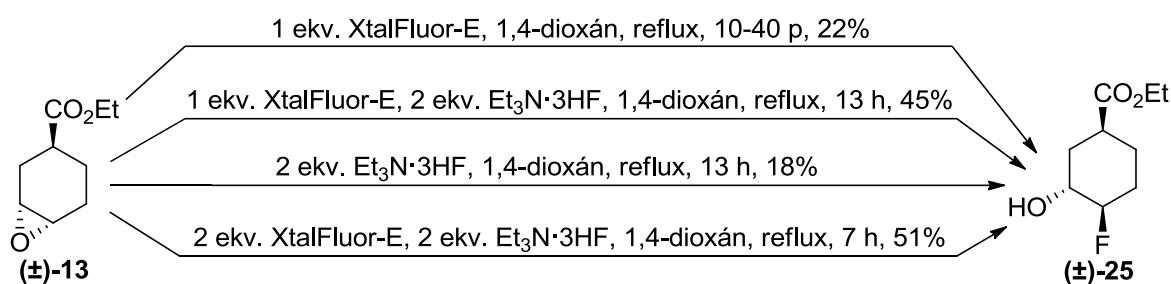 1 ekv. XtalFluor-E, 1,4-dioxán, reflux, 10-40 p, 22%
CO₂Et
1 ekv. XtalFluor-E, 2 ekv. Et₃N·3HF, 1,4-dioxán, reflux, 13 h, 45%
CO₂Et
2 ekv. Et₃N·3HF, 1,4-dioxán, reflux, 13 h, 18%
HO
O
2 ekv. XtalFluor-E, 2 ekv. Et₃N·3HF, 1,4-dioxán, reflux, 7 h, 51%
F
(±)-13
(±)-25